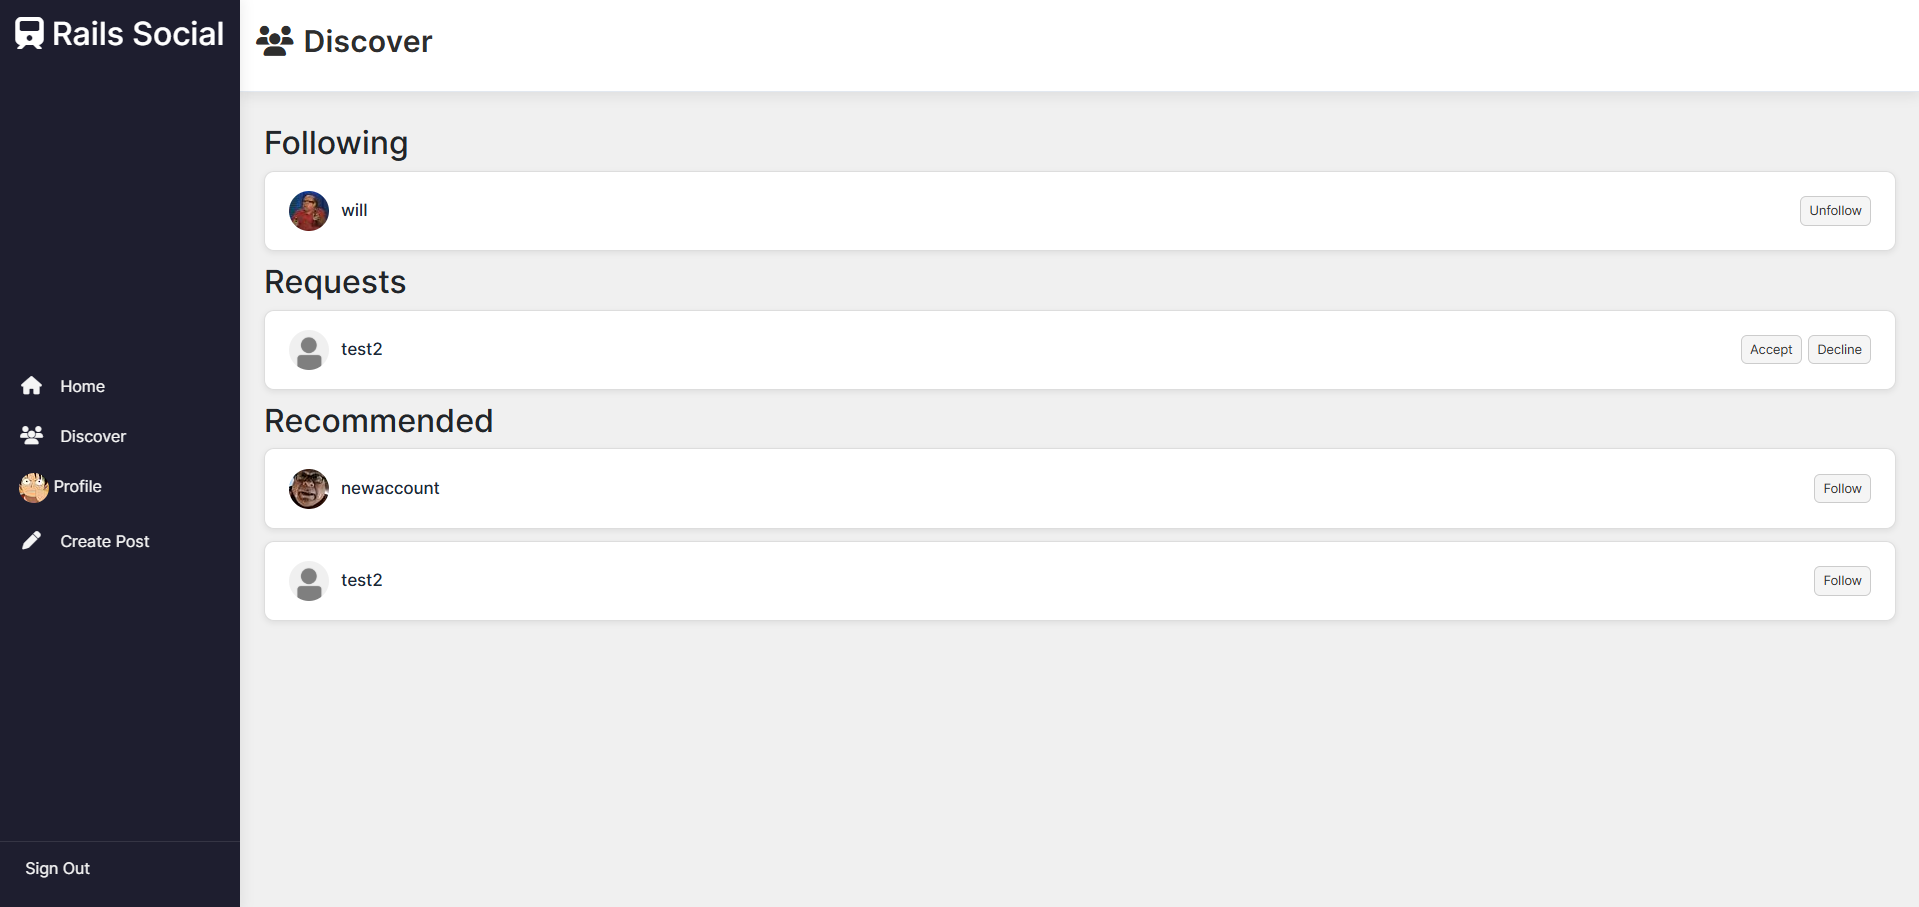 Rails Social
Home
Discover
Profile
Create Post
Sign Out
Discover
Following
will
Unfollow
Requests
test2
Accept
Decline
Recommended
newaccount
Follow
test2
Follow